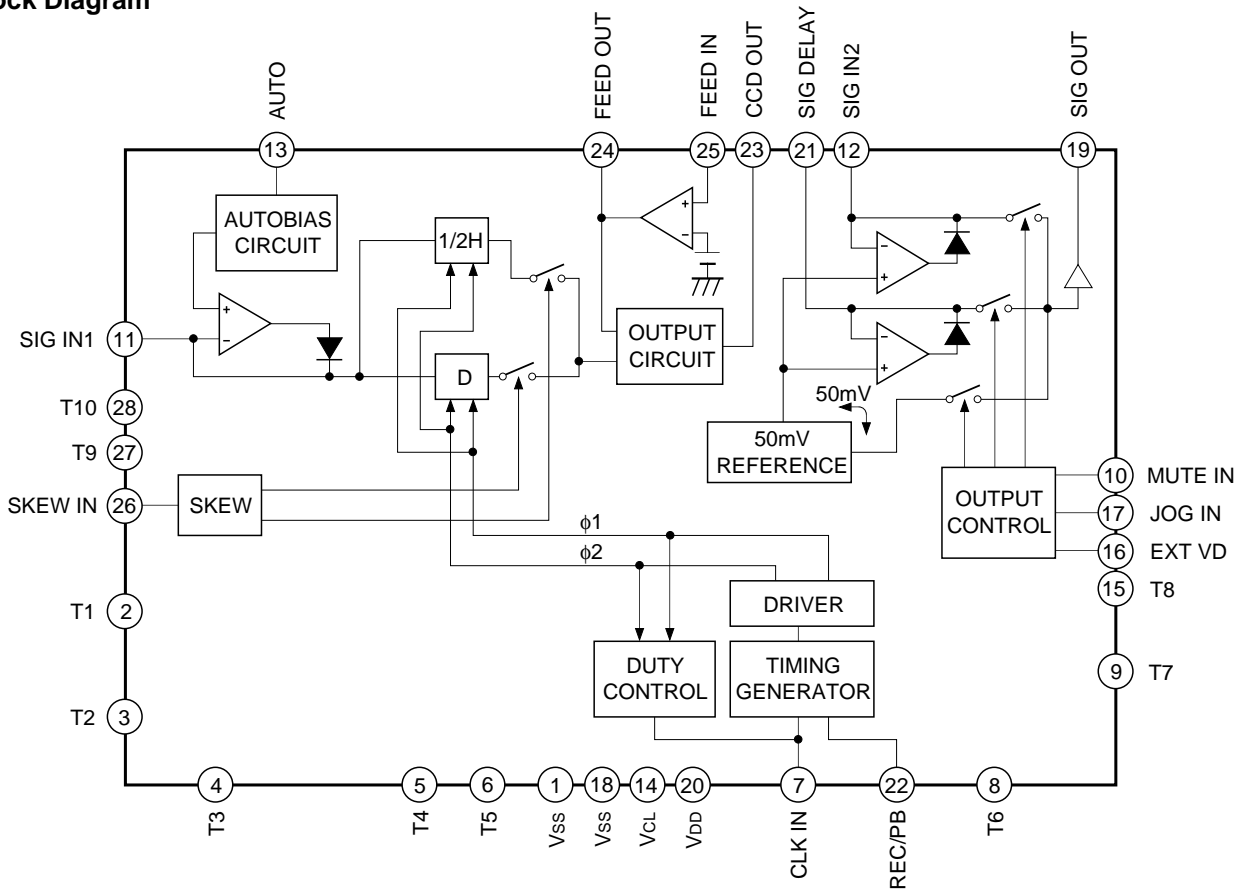 ock Diagram
AUTO
FEED OUT
FEED IN
CCD OUT
SIG DELAY
SIG IN2
SIG OUT
13
24
25
23
21
12
19
AUTOBIAS
CIRCUIT
1/2H
+
−
−
+
+
−
SIG IN1
11
OUTPUT
CIRCUIT
−
+
D
T10
28
50mV
50mV
REFERENCE
T9
27
SKEW IN
26
SKEW
OUTPUT
CONTROL
10
MUTE IN
17
JOG IN
16
EXT VD
15
T8
ϕ1
ϕ2
T1
2
DRIVER
DUTY
CONTROL
TIMING
GENERATOR
9
T7
T2
3
4
5
6
1
18
14
20
7
22
8
T3
T4
T5
VSS
VSS
VCL
VDD
CLK IN
REC/PB
T6